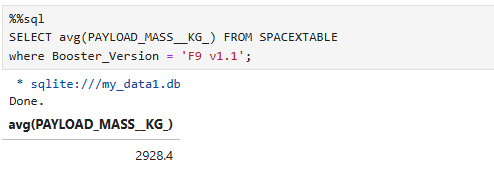 %%sql
SELECT avg(PAYLOAD_MASS__KG_) FROM SPACEXTABLE
where Booster_Version = 'F9 v1.1';
* sqlite:///my_data1.db
Done.
avg(PAYLOAD_MASS__KG_)
2928.4